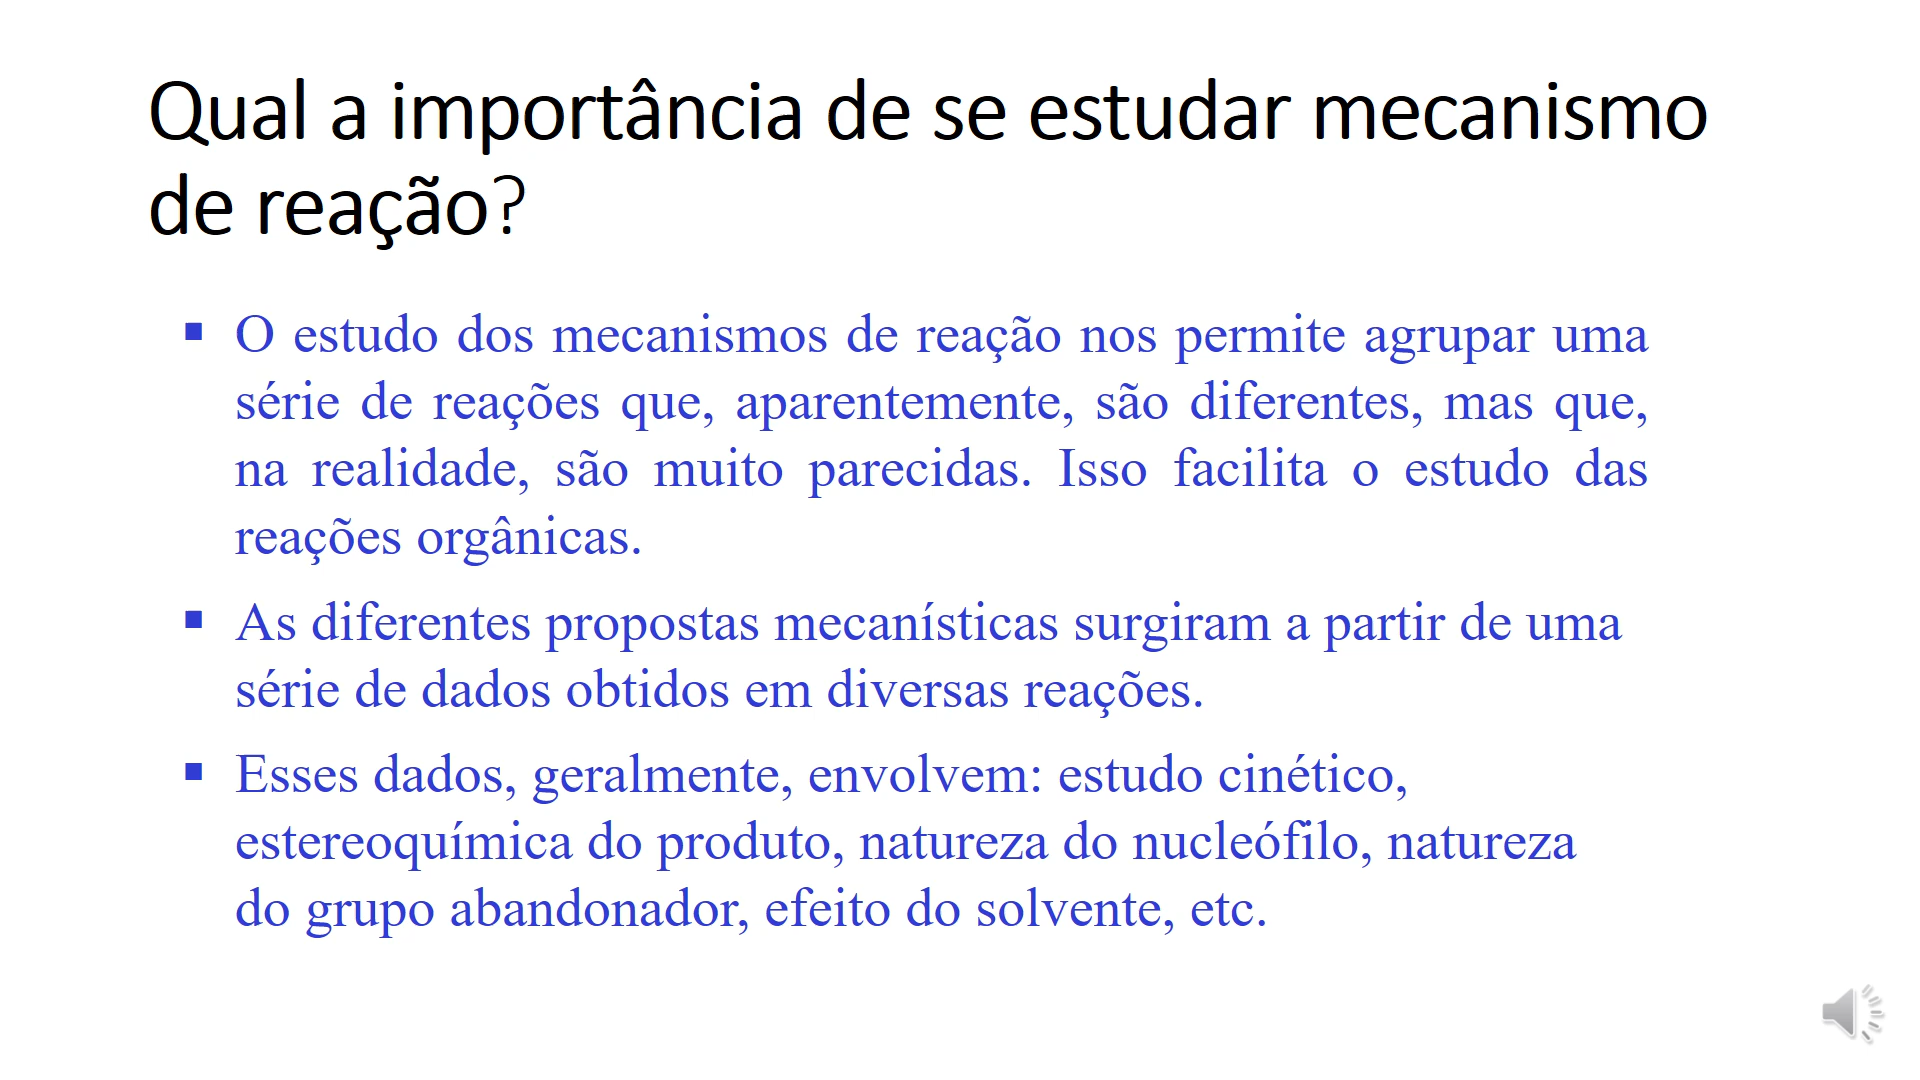 Qual a importância de se estudar mecanismo
de reação?
▪ O estudo dos mecanismos de reação nos permite agrupar uma
série de reações que, aparentemente, são diferentes, mas que,
na realidade, são muito parecidas. Isso facilita o estudo das
reações orgânicas.
▪ As diferentes propostas mecanísticas surgiram a partir de uma
série de dados obtidos em diversas reações.
▪ Esses dados, geralmente, envolvem: estudo cinético,
estereoquímica do produto, natureza do nucleófilo, natureza
do grupo abandonador, efeito do solvente, etc.